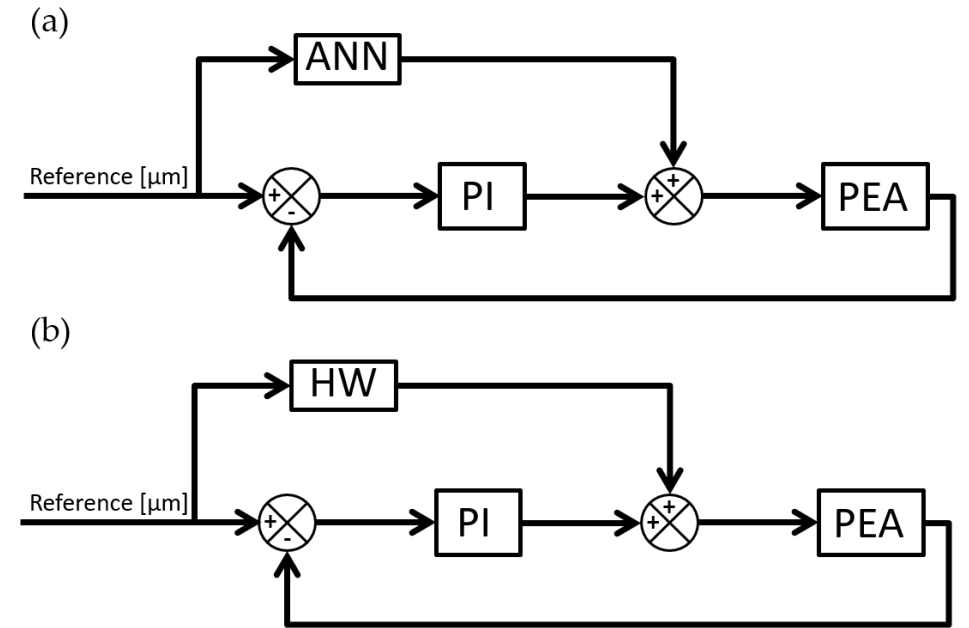 (a)
ANN
Reference [μm]
+
-
PI
+
+
PEA
(b)
HW
Reference [μm]
+
-
PI
+
+
PEA